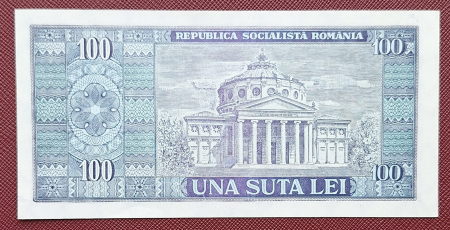 100 REPUBLICA SOCIALISTĂ ROMÂNIA 100
100 UNA SUTA LEI 100